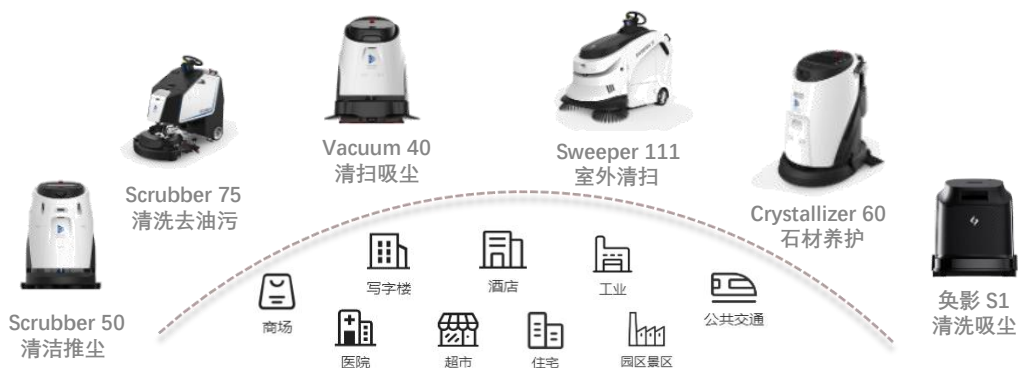 Scrubber 50
清洁推尘
Scrubber 75
清洗去油污
Vacuum 40
清扫吸尘
Sweeper 111
室外清扫
Crystallizer 60
石材养护
奂影 S1
清洗吸尘
商场
写字楼
酒店
工业
公共交通
医院
超市
住宅
园区景区